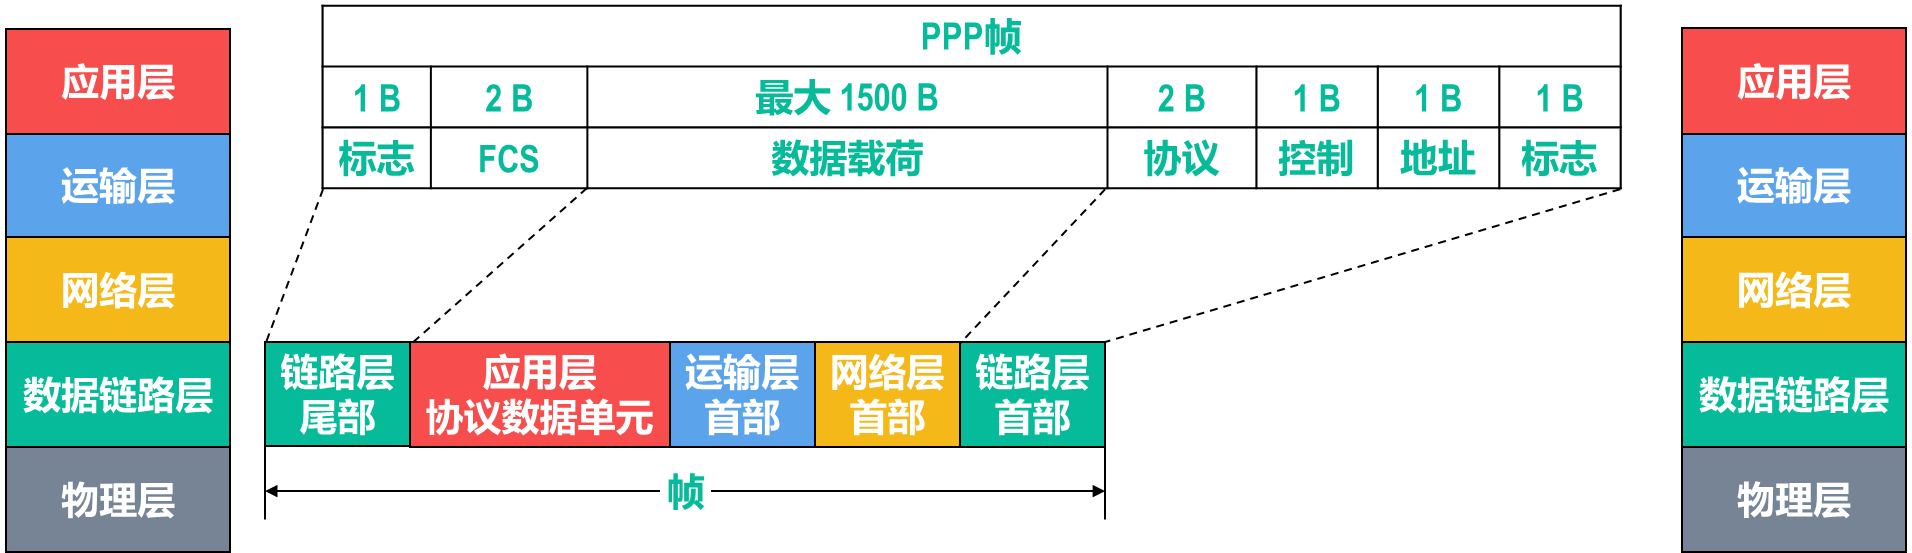 应用层
运输层
网络层
数据链路层
物理层
PPP帧
1 B
2 B
最大 1500 B
2 B
1 B
1 B
1 B
标志
FCS
数据载荷
协议
控制
地址
标志
链路层
尾部
应用层
协议数据单元
运输层
首部
网络层
首部
链路层
首部
帧
应用层
运输层
网络层
数据链路层
物理层